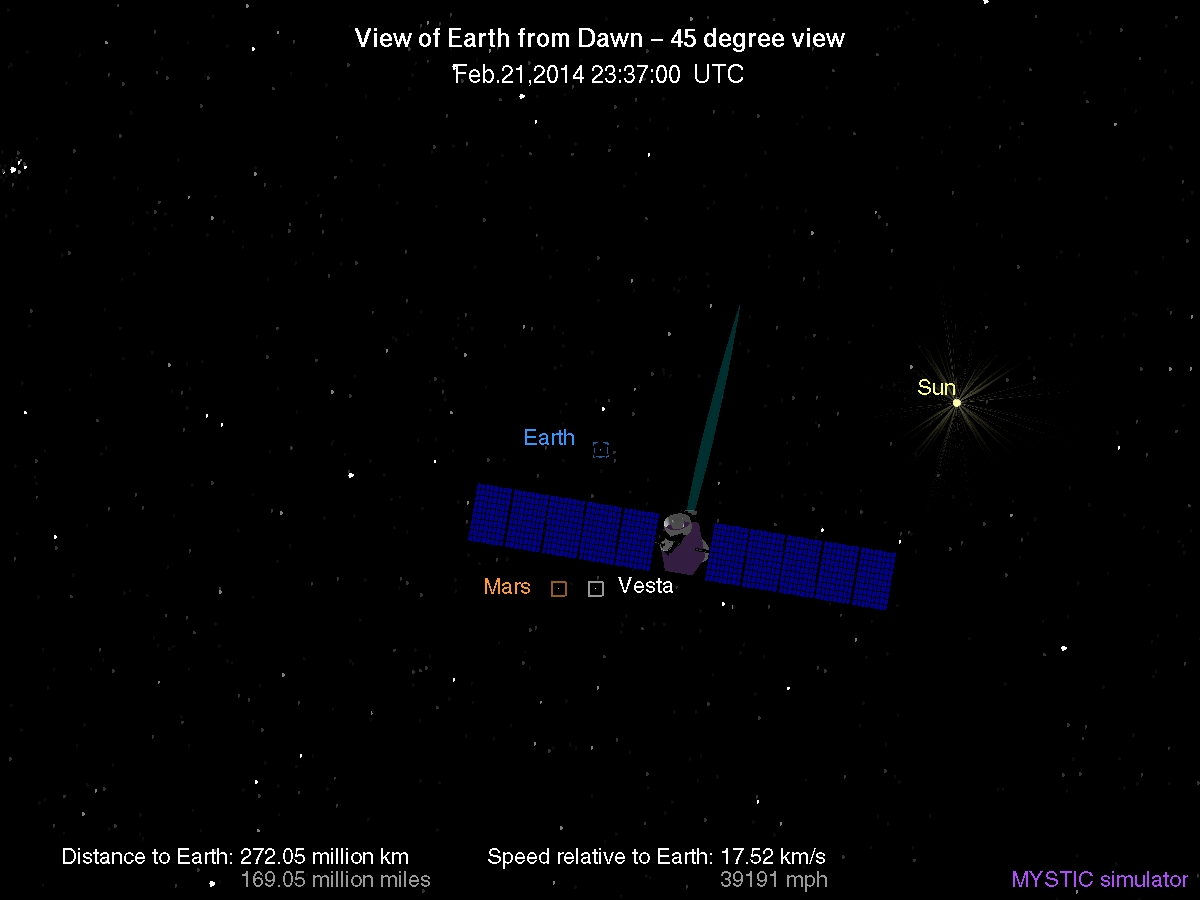 View of Earth from Dawn – 45 degree view
Feb.21,2014 23:37:00 UTC
Sun
Earth
Mars
Vesta
Distance to Earth: 272.05 million km
169.05 million miles
Speed relative to Earth: 17.52 km/s
39191 mph
MYSTIC simulator